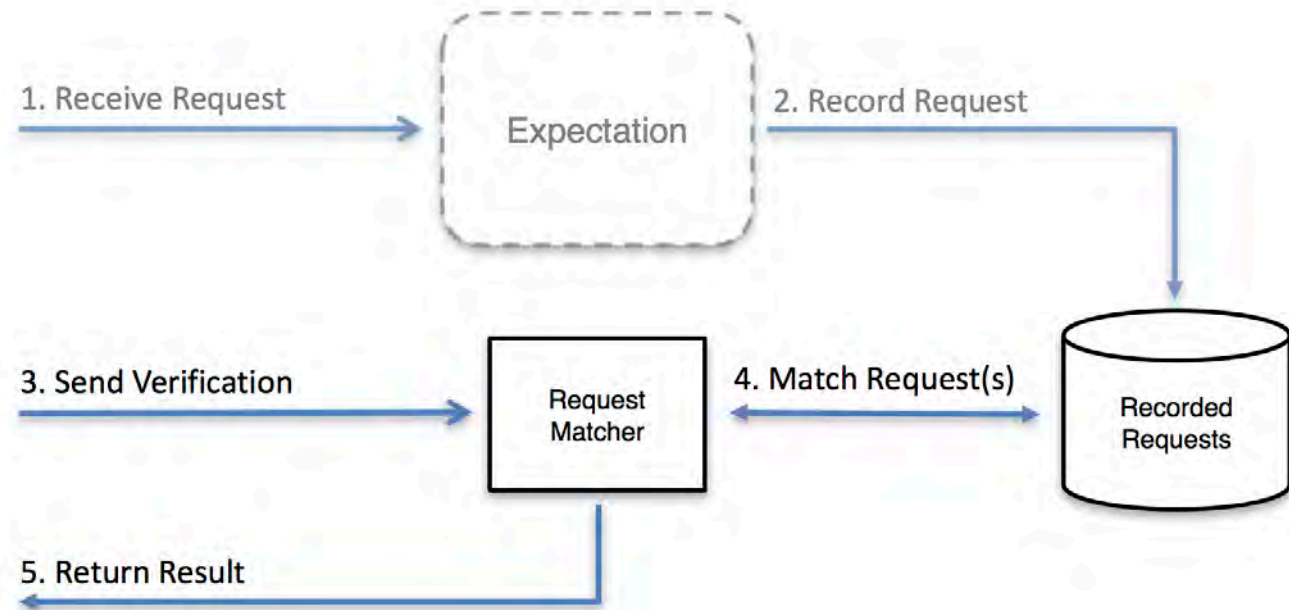 1. Receive Request
Expectation
2. Record Request
3. Send Verification
Request
Matcher
4. Match Request(s)
Recorded
Requests
5. Return Result